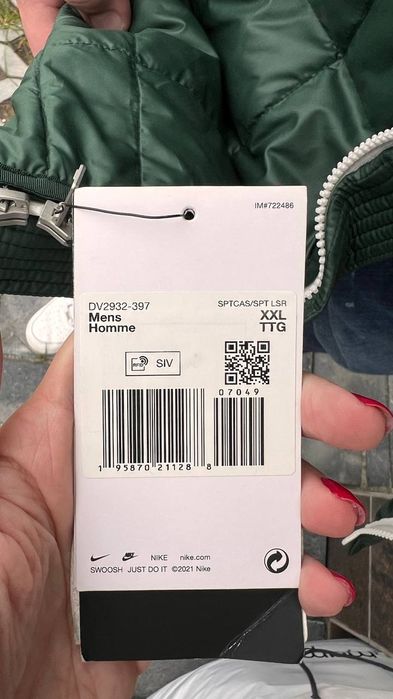 IM#722486
DV2932-397 SPTCAS/SPT LSR
Mens XXL
Homme TTG
RFID SIV
07049
1 95870 21128 8
NIKE nike.com
SWOOSH JUST DO IT ©2021 Nike